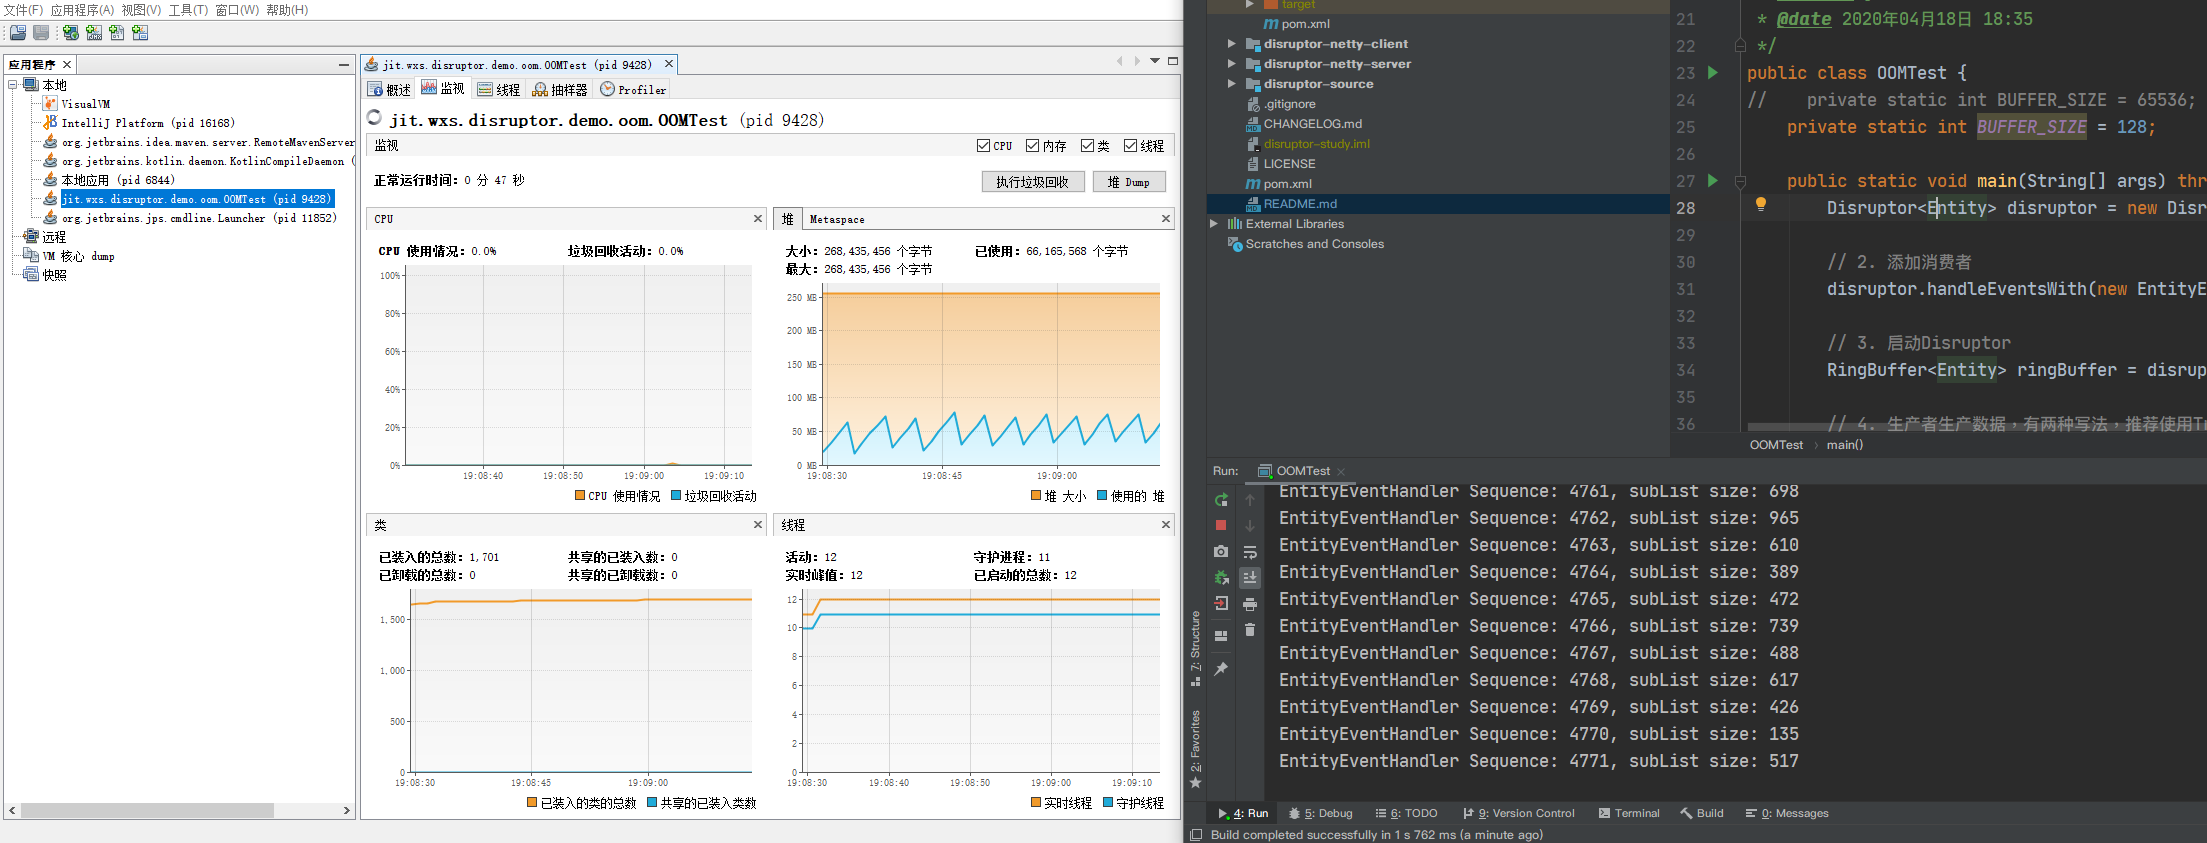 文件(F) 应用程序(A) 视图(V) 工具(T) 窗口(W) 帮助(H)
应用程序
本地
VisualVM
IntelliJ Platform (pid 16168)
org.jetbrains.idea.maven.server.RemoteMavenServer
org.jetbrains.kotlin.daemon.KotlinCompileDaemon (
本地应用 (pid 6844)
jit.wxs.disruptor.demo.oom.OOMTest (pid 9428)
org.jetbrains.jps.cmdline.Launcher (pid 11852)
远程
VM 核心 dump
快照
jit.wxs.disruptor.demo.oom.OOMTest (pid 9428)
概述 监视 线程 抽样器 Profiler
jit.wxs.disruptor.demo.oom.OOMTest (pid 9428)
监视 CPU 内存 类 线程
正常运行时间: 0 分 47 秒 执行垃圾回收 堆 Dump
CPU
CPU 使用情况: 0.0% 垃圾回收活动: 0.0%
100%
80%
60%
40%
20%
0%
19:08:40 19:08:50 19:09:00 19:09:10
CPU 使用情况 垃圾回收活动
堆 Metaspace
大小: 268,435,456 个字节 已使用: 66,165,568 个字节
最大: 268,435,456 个字节
250 MB
200 MB
150 MB
100 MB
50 MB
0 MB
19:08:30 19:08:45 19:09:00
堆 大小 使用的 堆
类
已装入的总数: 1,701 共享的已装入数: 0
已卸载的总数: 0 共享的已卸载数: 0
1,500
1,000
500
0
19:08:30 19:08:45 19:09:00
已装入的类的总数 共享的已装入类数
线程
活动: 12 守护进程: 11
实时峰值: 12 已启动的总数: 12
12
10
8
6
4
2
0
19:08:30 19:08:40 19:08:50 19:09:00 19:09:10
实时线程 守护线程
target
pom.xml
disruptor-netty-client
disruptor-netty-server
disruptor-source
.gitignore
CHANGELOG.md
disruptor-study.iml
LICENSE
pom.xml
README.md
External Libraries
Scratches and Consoles
21 * @date 2020年04月18日 18:35
22 */
23 public class OOMTest {
24 // private static int BUFFER_SIZE = 65536;
25 private static int BUFFER_SIZE = 128;
26
27 public static void main(String[] args) thr
28 Disruptor<Entity> disruptor = new Disr
29
30 // 2. 添加消费者
31 disruptor.handleEventsWith(new EntityE
32
33 // 3. 启动Disruptor
34 RingBuffer<Entity> ringBuffer = disrup
35
36 // 4. 生产者生产数据，有两种写法，推荐使用Tr
OOMTest › main()
Run: OOMTest
EntityEventHandler Sequence: 4761, subList size: 698
EntityEventHandler Sequence: 4762, subList size: 965
EntityEventHandler Sequence: 4763, subList size: 610
EntityEventHandler Sequence: 4764, subList size: 389
EntityEventHandler Sequence: 4765, subList size: 472
EntityEventHandler Sequence: 4766, subList size: 739
EntityEventHandler Sequence: 4767, subList size: 488
EntityEventHandler Sequence: 4768, subList size: 617
EntityEventHandler Sequence: 4769, subList size: 426
EntityEventHandler Sequence: 4770, subList size: 135
EntityEventHandler Sequence: 4771, subList size: 517
7: Structure
2: Favorites
4: Run 5: Debug 6: TODO 9: Version Control Terminal Build 0: Messages
Build completed successfully in 1 s 762 ms (a minute ago)